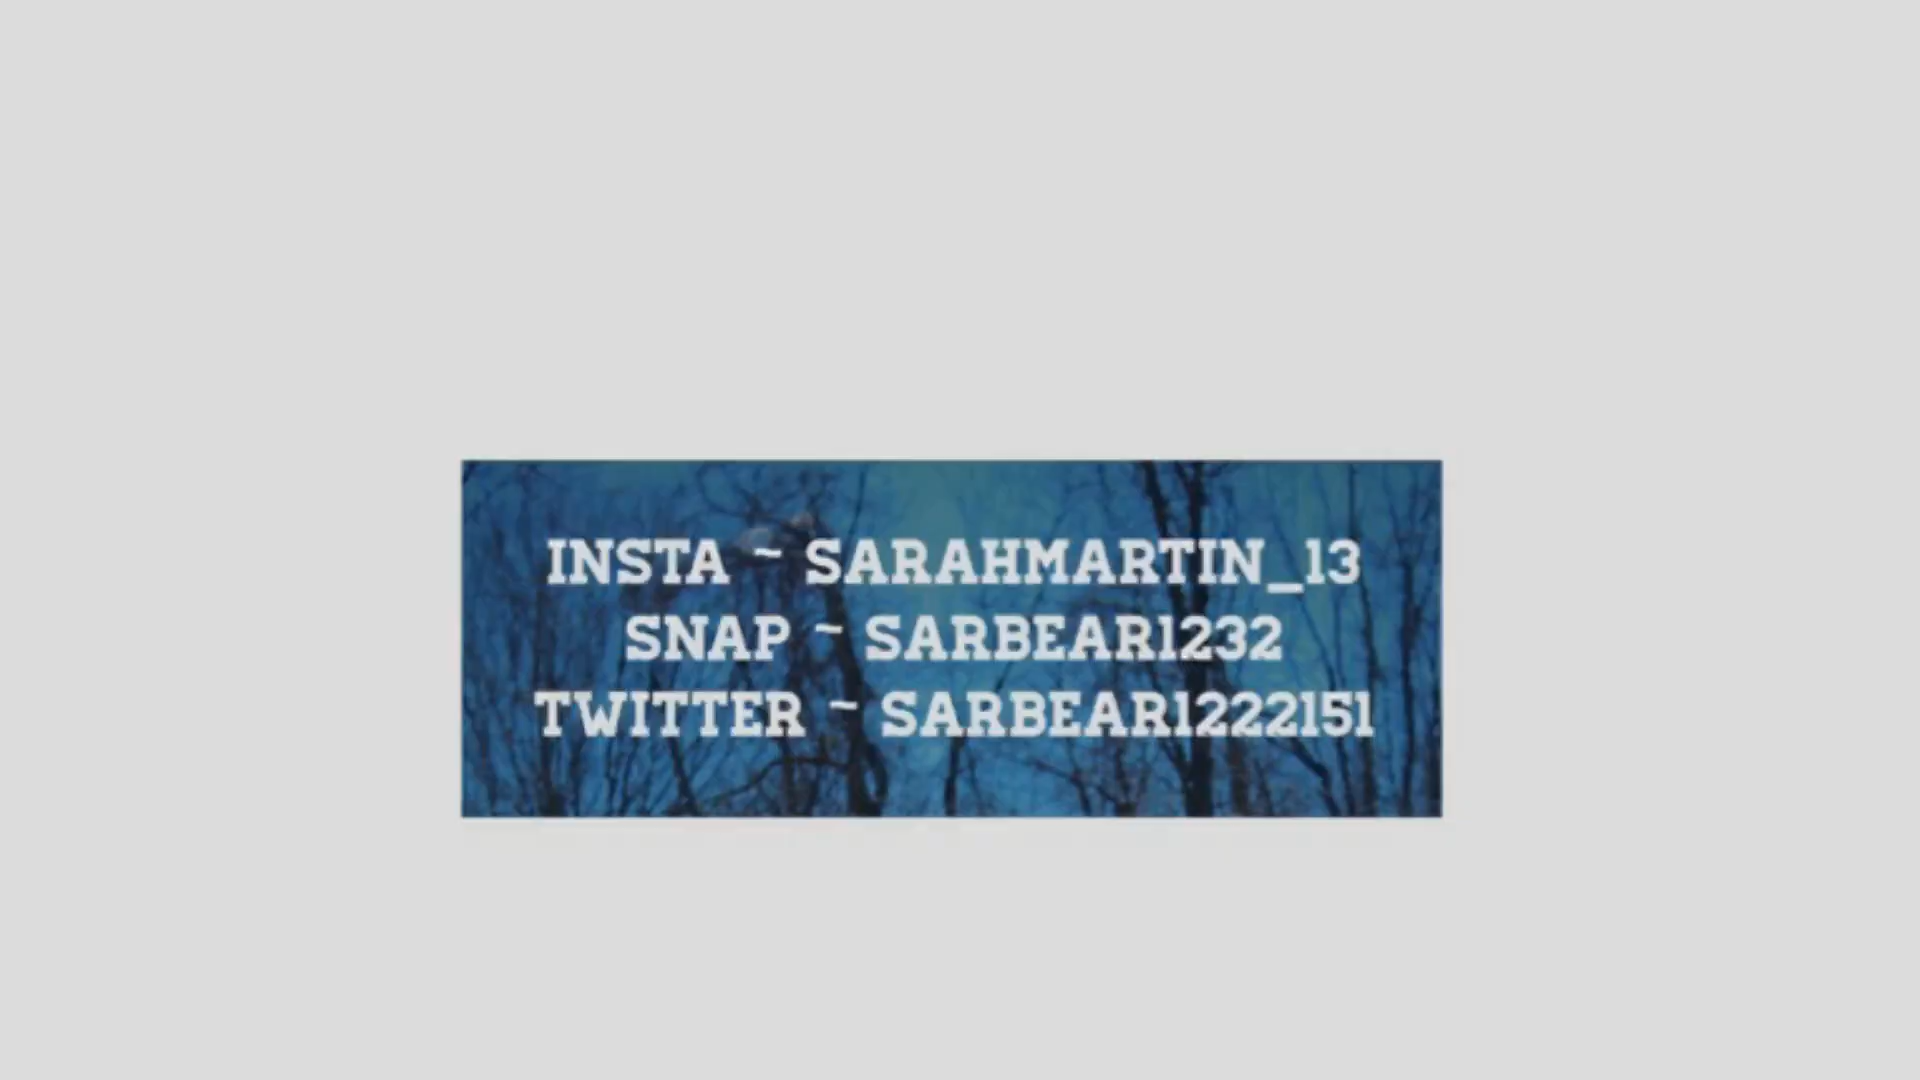 INSTA ~ SARAHMARTIN_13
SNAP ~ SARBEAR1232
TWITTER ~ SARBEAR1222151